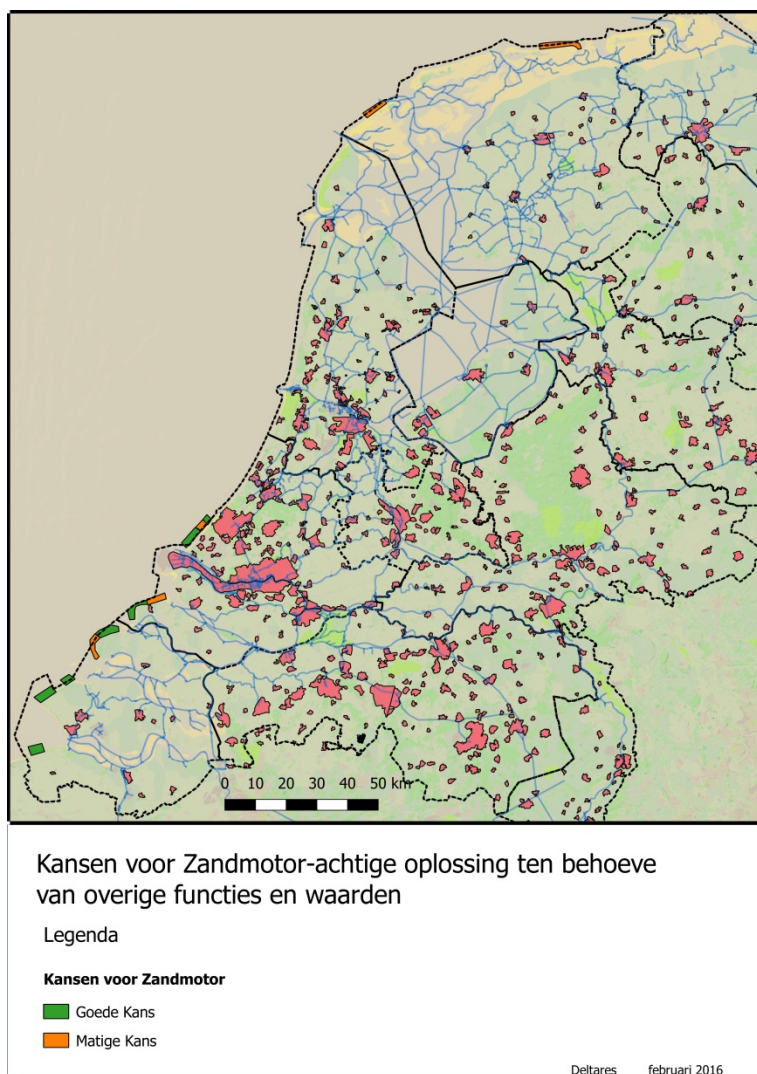 0 10 20 30 40 50 km
Kansen voor Zandmotor-achtige oplossing ten behoeve
van overige functies en waarden
Legenda
Kansen voor Zandmotor
Goede Kans
Matige Kans
Deltares februari 2016